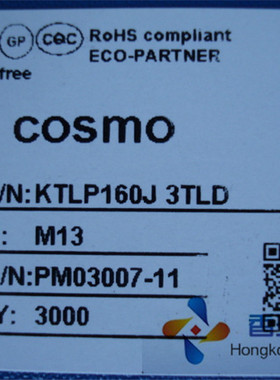 GP CQC RoHS compliant
ECO-PARTNER
free
cosmo
/N:KTLP160J 3TLD
: M13
/N:PM03007-11
Y: 3000
Hongko